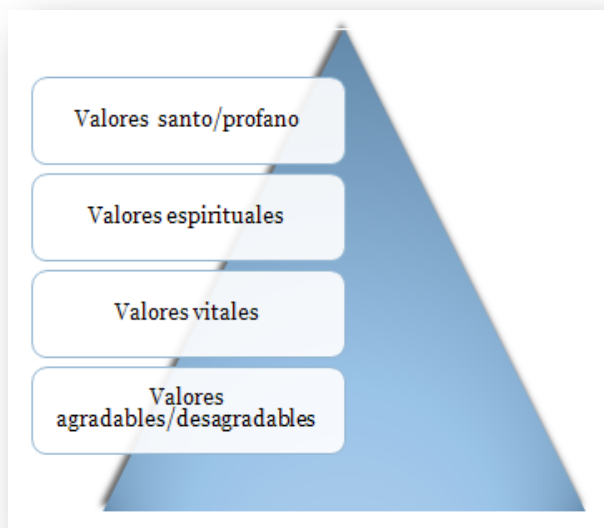 Valores santo/profano
Valores espirituales
Valores vitales
Valores
agradables/desagradables